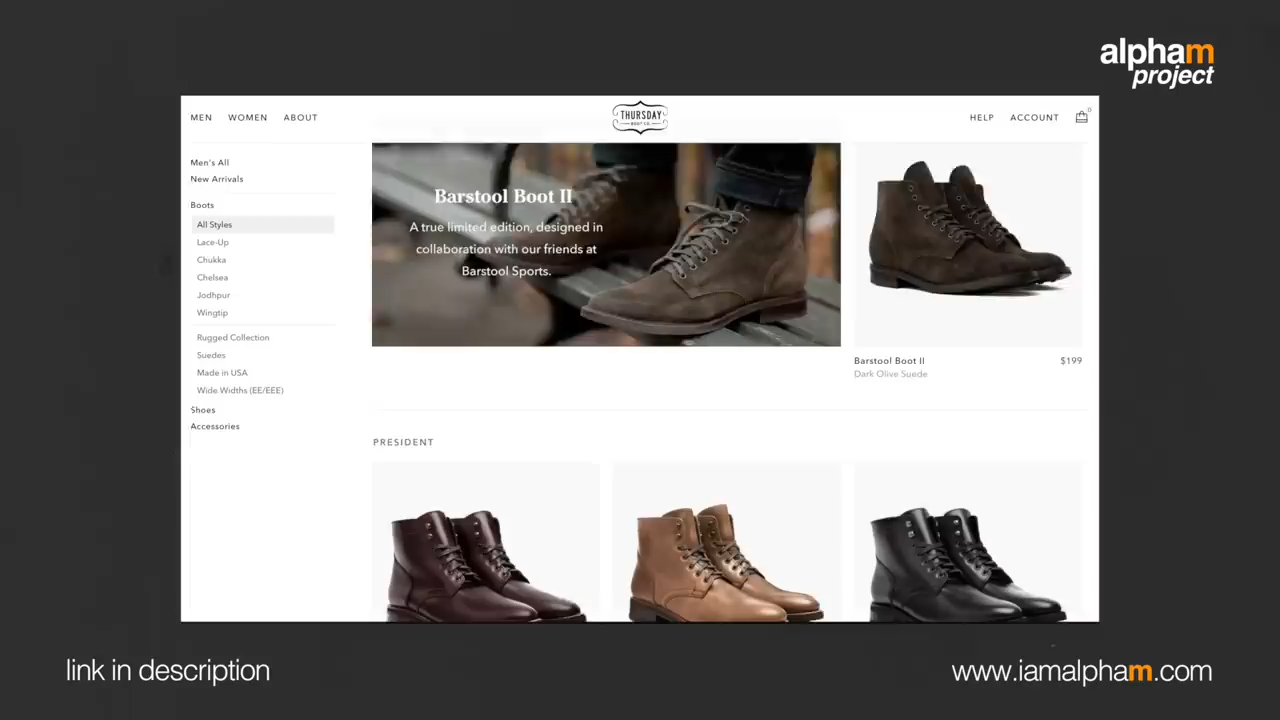 alpham
project
MEN WOMEN ABOUT
THURSDAY
BOOT CO.
HELP ACCOUNT
0
Men's All
New Arrivals
Boots
All Styles
Lace-Up
Chukka
Chelsea
Jodhpur
Wingtip
Rugged Collection
Suedes
Made in USA
Wide Widths (EE/EEE)
Shoes
Accessories
Barstool Boot II
A true limited edition, designed in
collaboration with our friends at
Barstool Sports.
Barstool Boot II $199
Dark Olive Suede
PRESIDENT
link in description
www.iamalpham.com